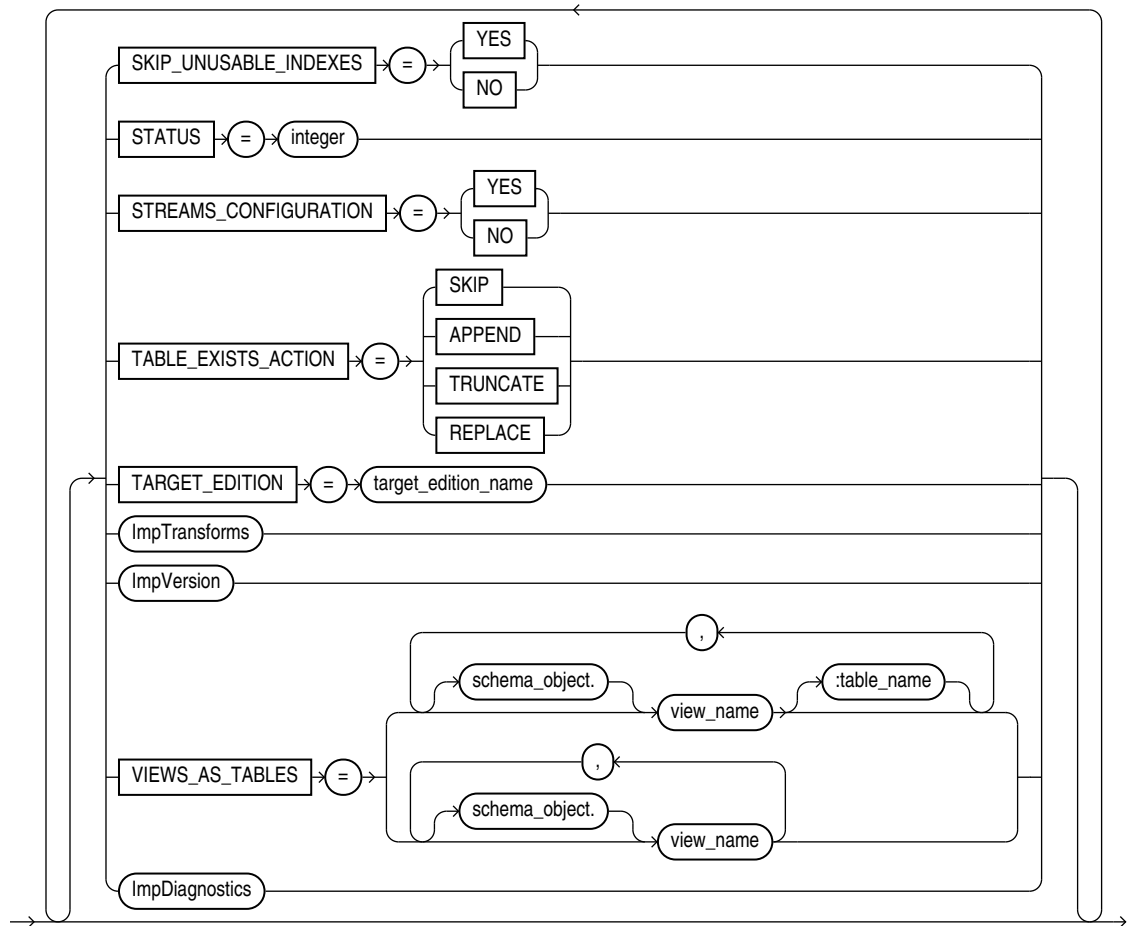 YES
SKIP_UNUSABLE_INDEXES =
NO
STATUS = integer
YES
STREAMS_CONFIGURATION =
NO
SKIP
APPEND
TABLE_EXISTS_ACTION =
TRUNCATE
REPLACE
TARGET_EDITION = target_edition_name
ImpTransforms
ImpVersion
,
schema_object. :table_name
view_name
,
VIEWS_AS_TABLES =
schema_object.
view_name
ImpDiagnostics